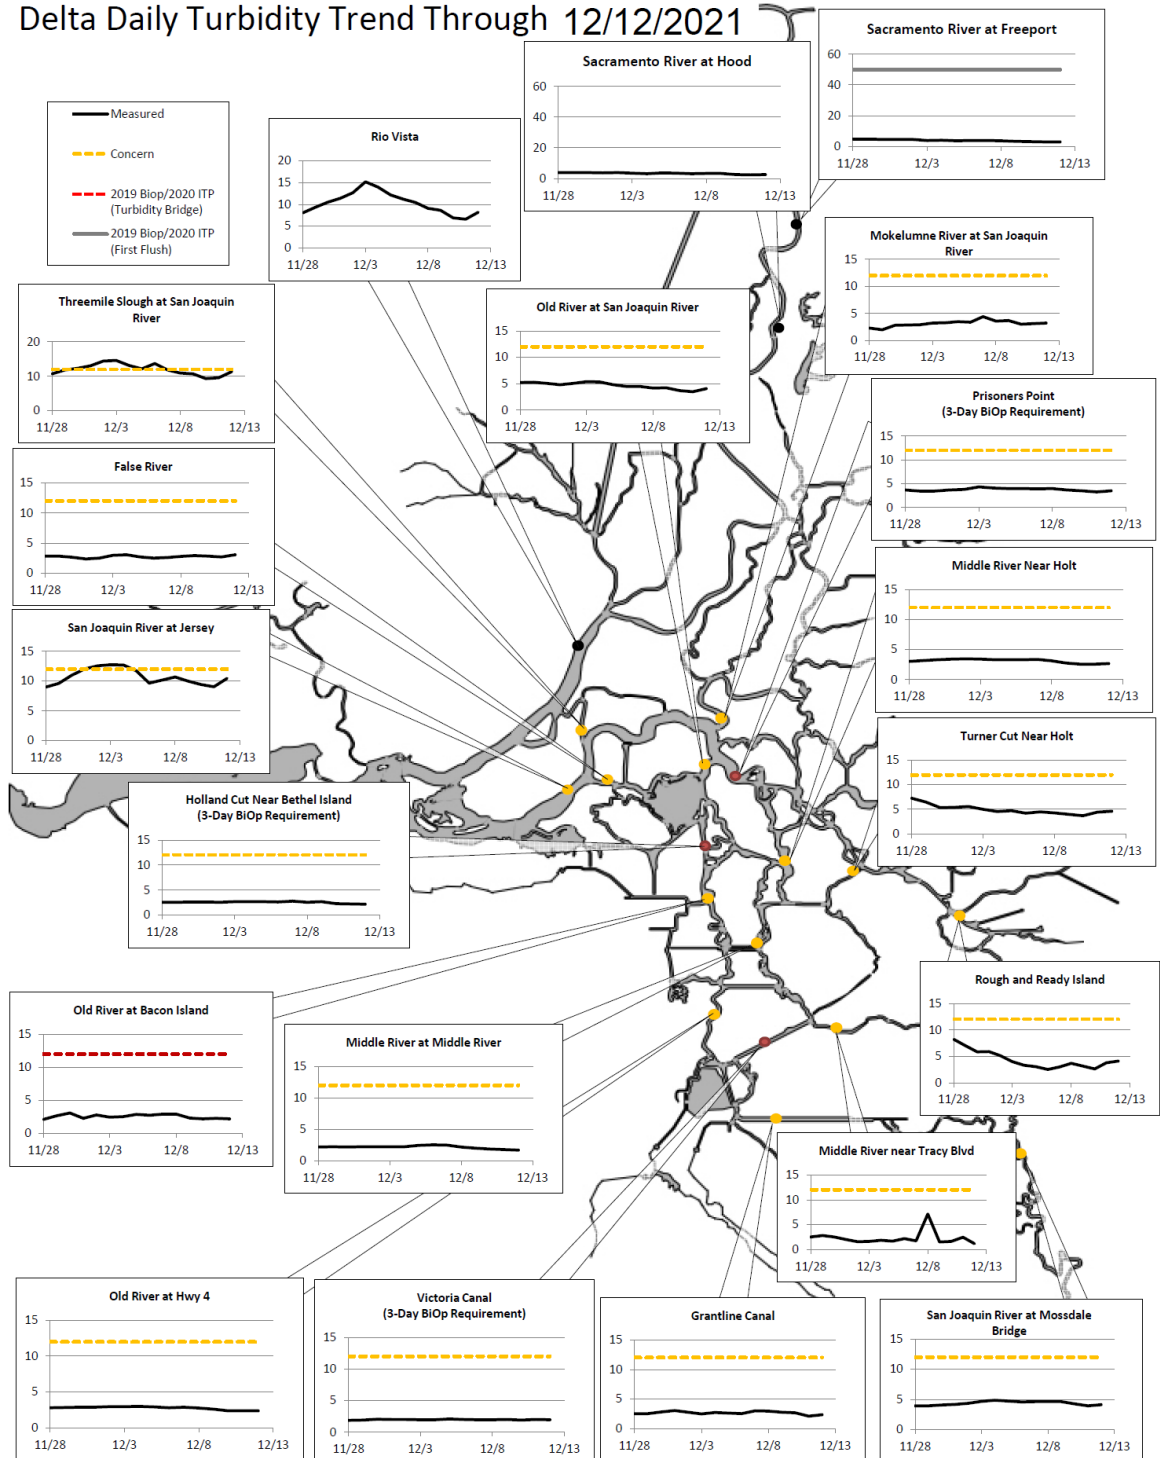 Delta Daily Turbidity Trend Through 12/12/2021
Measured
Concern
2019 Biop/2020 ITP
(Turbidity Bridge)
2019 Biop/2020 ITP
(First Flush)
Rio Vista
20
15
10
5
0
11/28 12/3 12/8 12/13
Sacramento River at Hood
60
40
20
0
11/28 12/3 12/8 12/13
Sacramento River at Freeport
60
40
20
0
11/28 12/3 12/8 12/13
Mokelumne River at San Joaquin
River
15
10
5
0
11/28 12/3 12/8 12/13
Threemile Slough at San Joaquin
River
20
10
0
11/28 12/3 12/8 12/13
Old River at San Joaquin River
15
10
5
0
11/28 12/3 12/8 12/13
Prisoners Point
(3-Day BiOp Requirement)
15
10
5
0
11/28 12/3 12/8 12/13
False River
15
10
5
0
11/28 12/3 12/8 12/13
Middle River Near Holt
15
10
5
0
11/28 12/3 12/8 12/13
San Joaquin River at Jersey
15
10
5
0
11/28 12/3 12/8 12/13
Turner Cut Near Holt
15
10
5
0
11/28 12/3 12/8 12/13
Holland Cut Near Bethel Island
(3-Day BiOp Requirement)
15
10
5
0
11/28 12/3 12/8 12/13
Rough and Ready Island
15
10
5
0
11/28 12/3 12/8 12/13
Old River at Bacon Island
15
10
5
0
11/28 12/3 12/8 12/13
Middle River at Middle River
15
10
5
0
11/28 12/3 12/8 12/13
Middle River near Tracy Blvd
15
10
5
0
11/28 12/3 12/8 12/13
Old River at Hwy 4
15
10
5
0
11/28 12/3 12/8 12/13
Victoria Canal
(3-Day BiOp Requirement)
15
10
5
0
11/28 12/3 12/8 12/13
Grantline Canal
15
10
5
0
11/28 12/3 12/8 12/13
San Joaquin River at Mossdale
Bridge
15
10
5
0
11/28 12/3 12/8 12/13